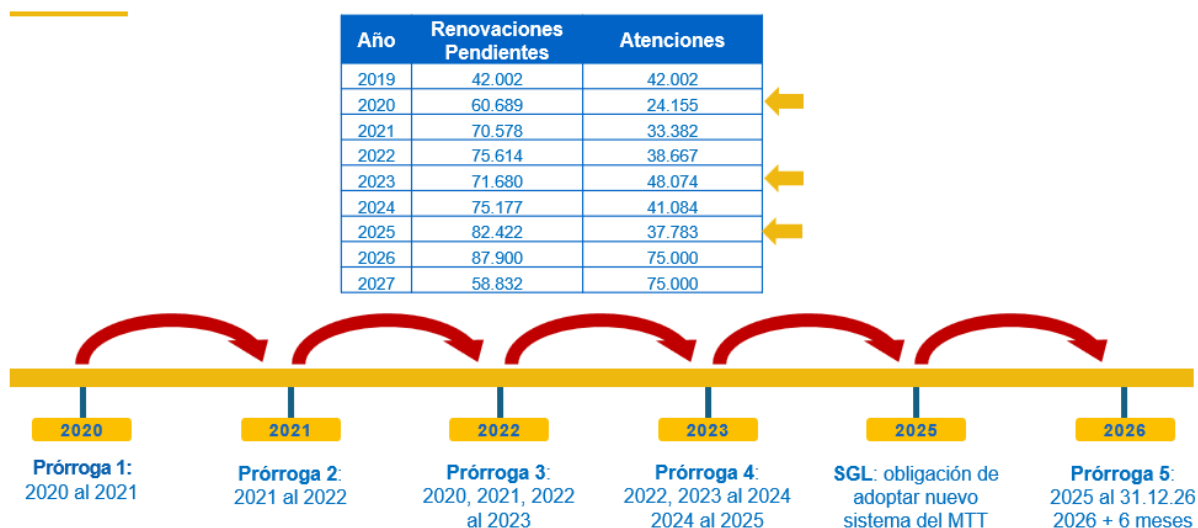 Año Renovaciones Pendientes Atenciones
2019 42.002 42.002
2020 60.689 24.155
2021 70.578 33.382
2022 75.614 38.667
2023 71.680 48.074
2024 75.177 41.084
2025 82.422 37.783
2026 87.900 75.000
2027 58.832 75.000
2020
Prórroga 1:
2020 al 2021
2021
Prórroga 2:
2021 al 2022
2022
Prórroga 3:
2020, 2021, 2022
al 2023
2023
Prórroga 4:
2022, 2023 al 2024
2024 al 2025
2025
SGL: obligación de
adoptar nuevo
sistema del MTT
2026
Prórroga 5:
2025 al 31.12.26
2026 + 6 meses